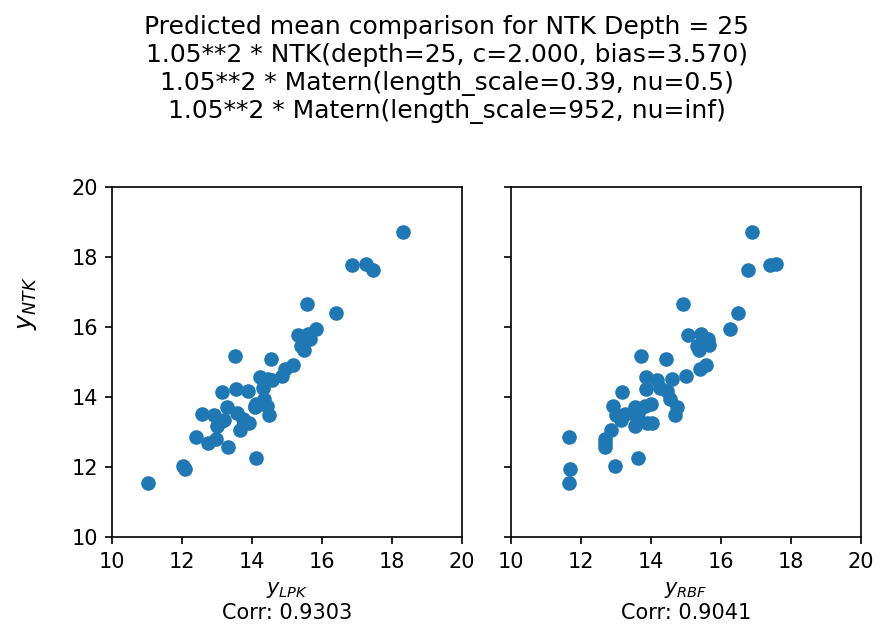 Predicted mean comparison for NTK Depth = 25
1.05**2 * NTK(depth=25, c=2.000, bias=3.570)
1.05**2 * Matern(length_scale=0.39, nu=0.5)
1.05**2 * Matern(length_scale=952, nu=inf)
20
18
16
14
12
10
y_NTK
10 12 14 16 18 20
10 12 14 16 18 20
y_LPK
y_RBF
Corr: 0.9303
Corr: 0.9041